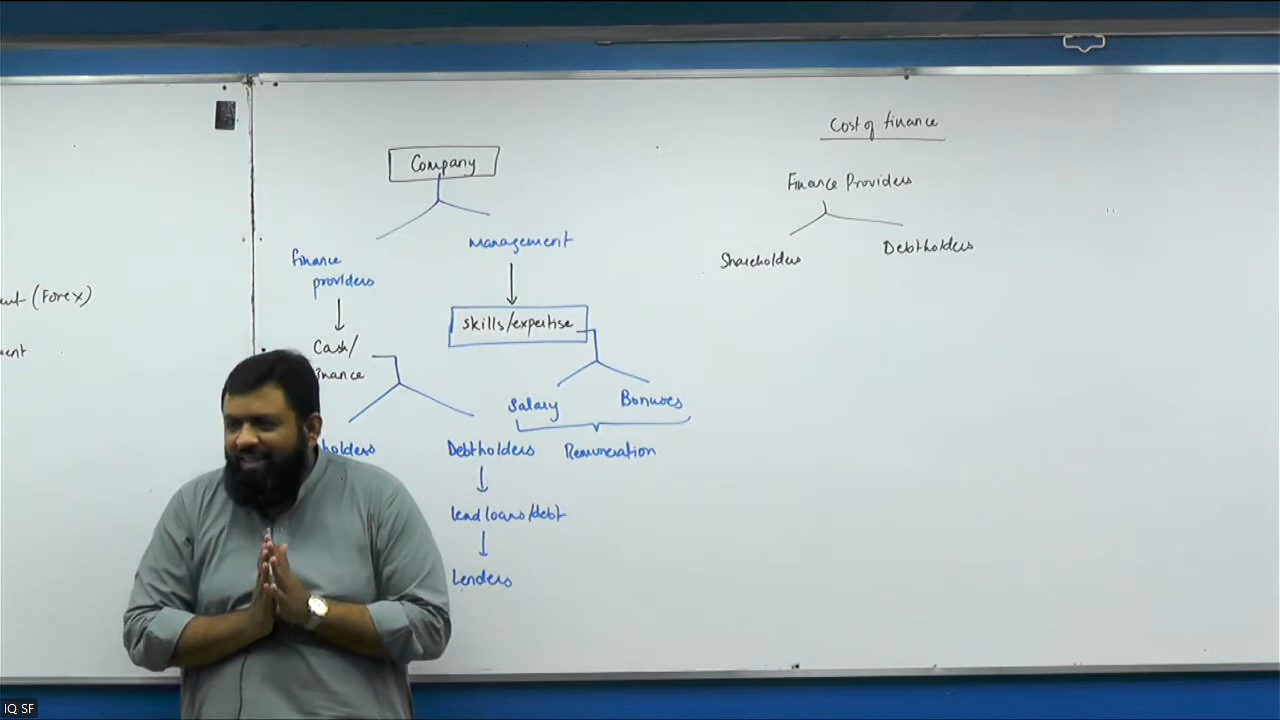 (Forex)
Company
finance
providers
Cash/
management
skills/expertise
Salary
Bonuses
Remuneration
Debtholders
lend loans/debt
Lenders
Cost of finance
Finance Providers
Shareholders
Debtholders
IQ SF